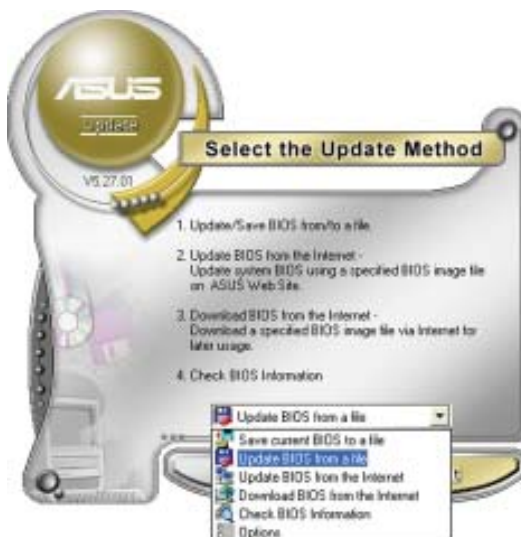 ASUS
Update
V5.27.01
Select the Update Method
1. Update/Save BIOS from/to a file
2. Update BIOS from the Internet -
Update system BIOS using a specified BIOS image file
on ASUS Web Site.
3. Download BIOS from the Internet -
Download a specified BIOS image file via Internet for
later usage.
4. Check BIOS Information
Update BIOS from a file
Save current BIOS to a file
Update BIOS from a file
Update BIOS from the Internet
Download BIOS from the Internet
Check BIOS Information
Options